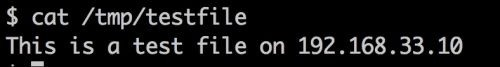 $ cat /tmp/testfile
This is a test file on 192.168.33.10